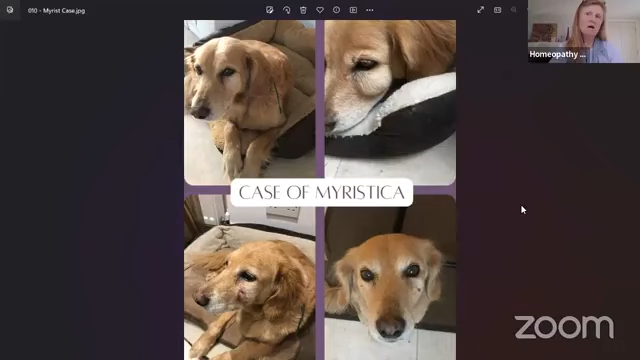 010 - Myrist Case.jpg
Homeopathy ...
CASE OF MYRISTICA
zoom